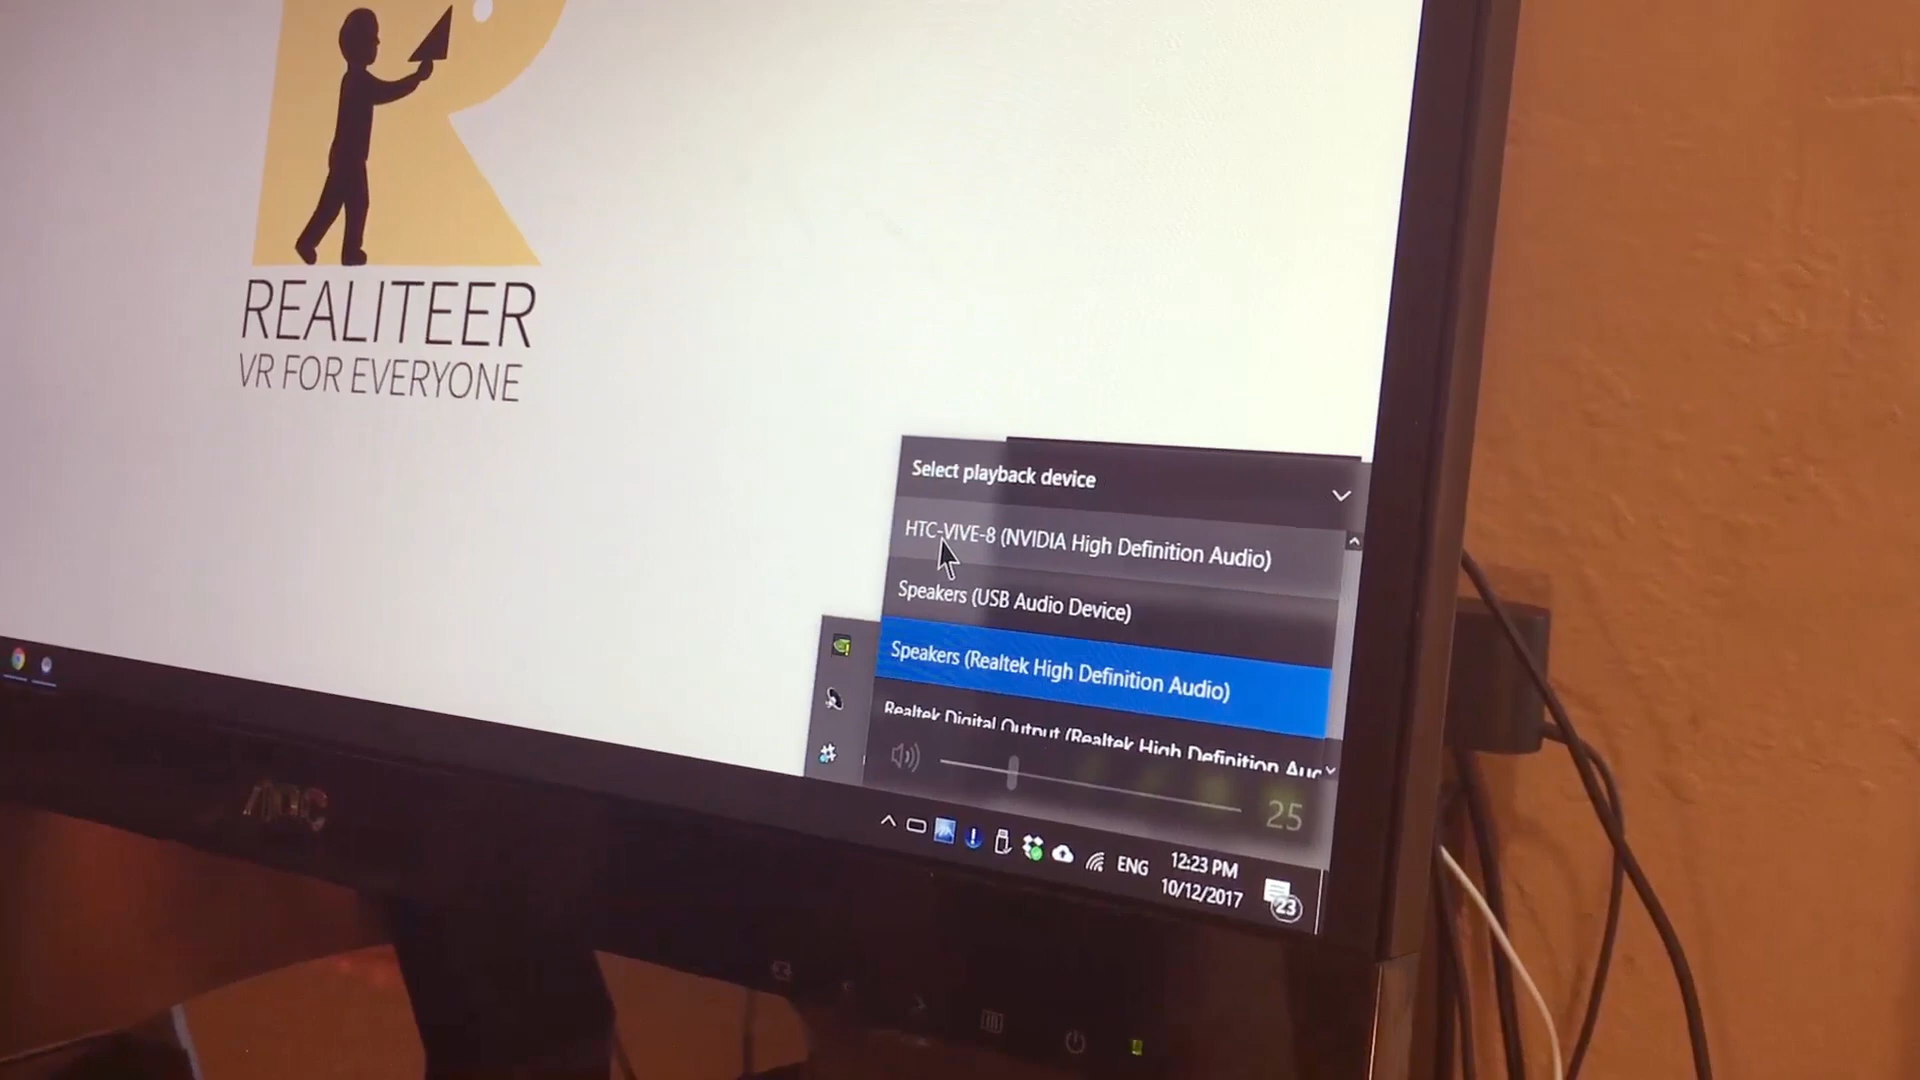 REALITEER
VR FOR EVERYONE
Select playback device
HTC-VIVE-8 (NVIDIA High Definition Audio)
Speakers (USB Audio Device)
Speakers (Realtek High Definition Audio)
Realtek Digital Output (Realtek High Definition Aud
25
ENG
12:23 PM
10/12/2017
23
AOC